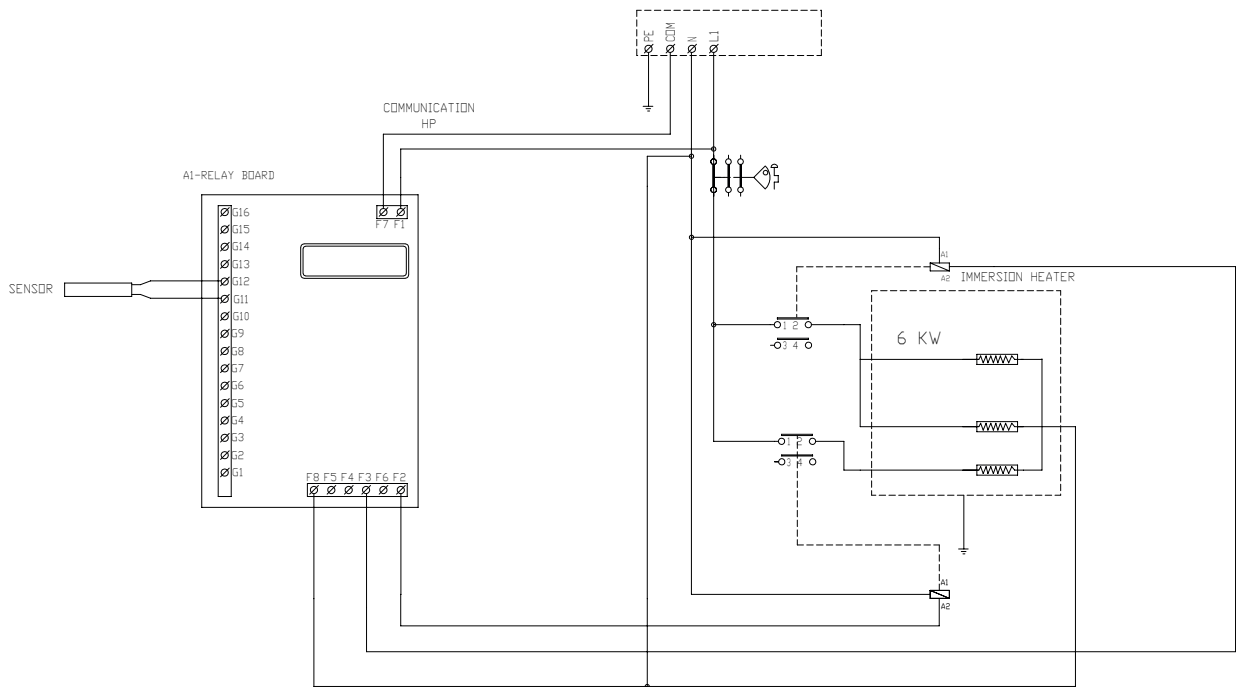 PE COM N L1
COMMUNICATION
HP
A1-RELAY BOARD
F7 F1
G16
G15
G14
G13
G12
G11
G10
G9
G8
G7
G6
G5
G4
G3
G2
G1
SENSOR
F8 F5 F4 F3 F6 F2
A1
A2
IMMERSION HEATER
6 KW
1 2
3 4
1 2
3 4
A1
A2